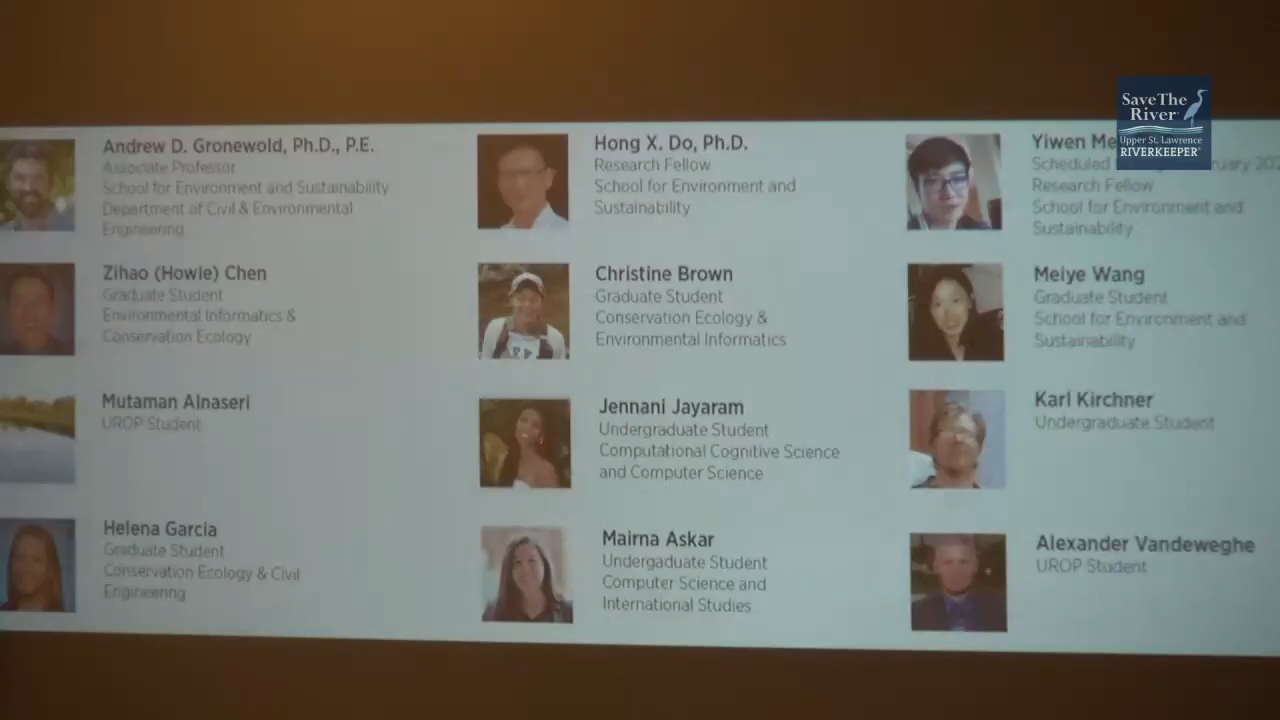 Save The
River
Upper St. Lawrence
RIVERKEEPER
Andrew D. Gronewold, Ph.D., P.E.
Associate Professor
School for Environment and Sustainability
Department of Civil & Environmental
Engineering
Hong X. Do, Ph.D.
Research Fellow
School for Environment and
Sustainability
Yiwen
Scheduled
Research Fellow
School for Environment and
Sustainability
Zihao (Howie) Chen
Graduate Student
Environmental Informatics &
Conservation Ecology
Christine Brown
Graduate Student
Conservation Ecology &
Environmental Informatics
Meiye Wang
Graduate Student
School for Environment and
Sustainability
Mutaman Alnaseri
UROP Student
Jennani Jayaram
Undergraduate Student
Computational Cognitive Science
and Computer Science
Karl Kirchner
Undergraduate Student
Helena Garcia
Graduate Student
Conservation Ecology & Civil
Engineering
Mairna Askar
Undergaduate Student
Computer Science and
International Studies
Alexander Vandeweghe
UROP Student